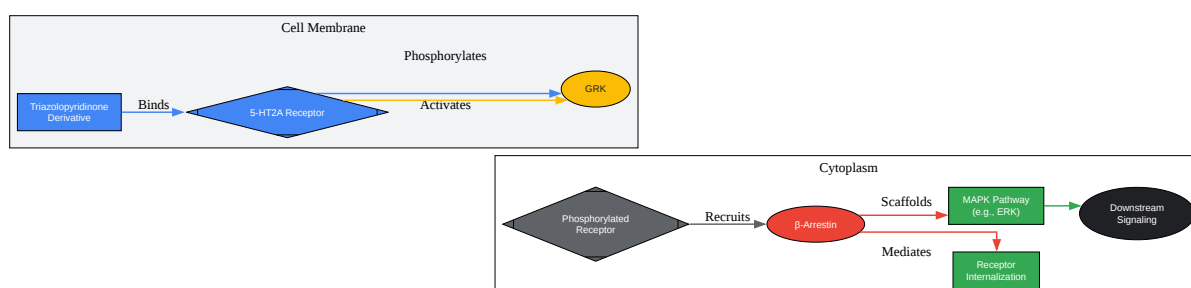 Cell Membrane
Phosphorylates
Triazolopyridinone
Derivative
Binds
5-HT2A Receptor
Activates
GRK
Cytoplasm
Phosphorylated
Receptor
Recruits
β-Arrestin
Scaffolds
MAPK Pathway
(e.g., ERK)
Downstream
Signaling
Mediates
Receptor
Internalization